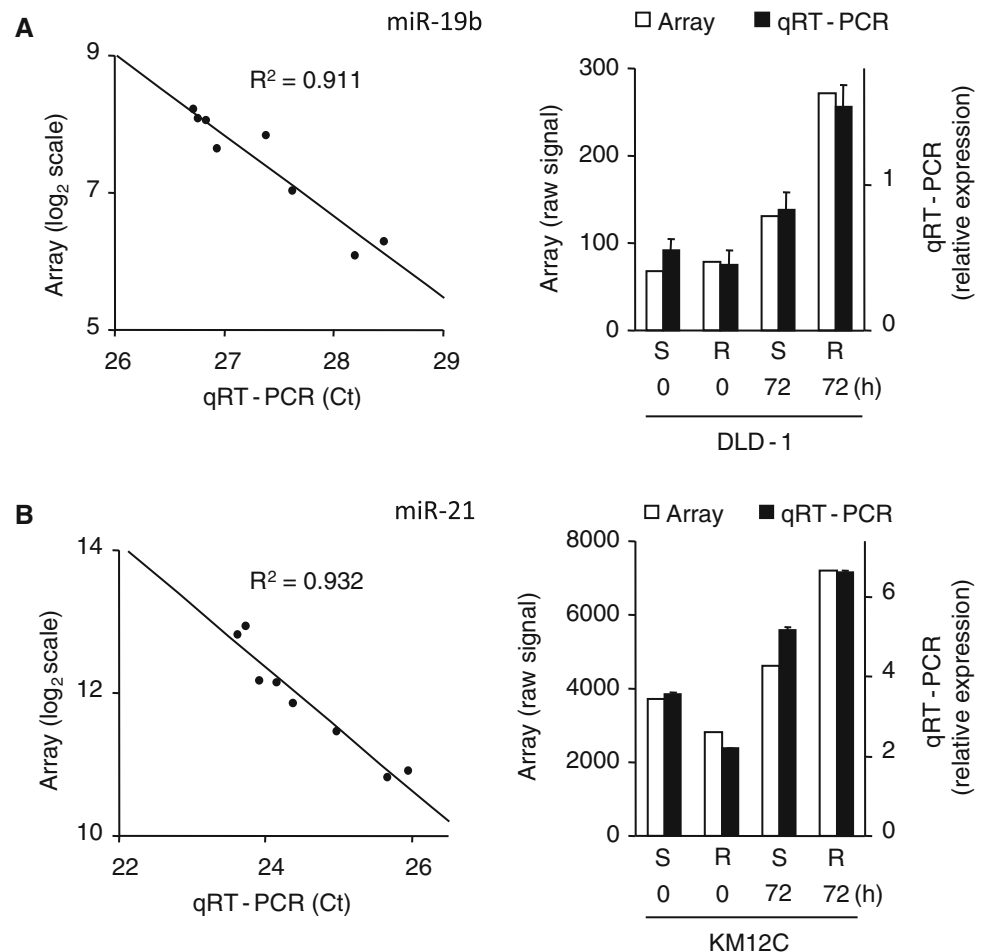 A
miR-19b
R² = 0.911
Array (log₂ scale)
9
7
5
26 27 28 29
qRT-PCR (Ct)
Array qRT-PCR
Array (raw signal)
300
200
100
0
qRT-PCR
(relative expression)
1
0
S R S R
0 0 72 72 (h)
DLD-1
B
miR-21
R² = 0.932
Array (log₂ scale)
14
12
10
22 24 26
qRT-PCR (Ct)
Array qRT-PCR
Array (raw signal)
8000
6000
4000
2000
0
qRT-PCR
(relative expression)
6
4
2
0
S R S R
0 0 72 72 (h)
KM12C